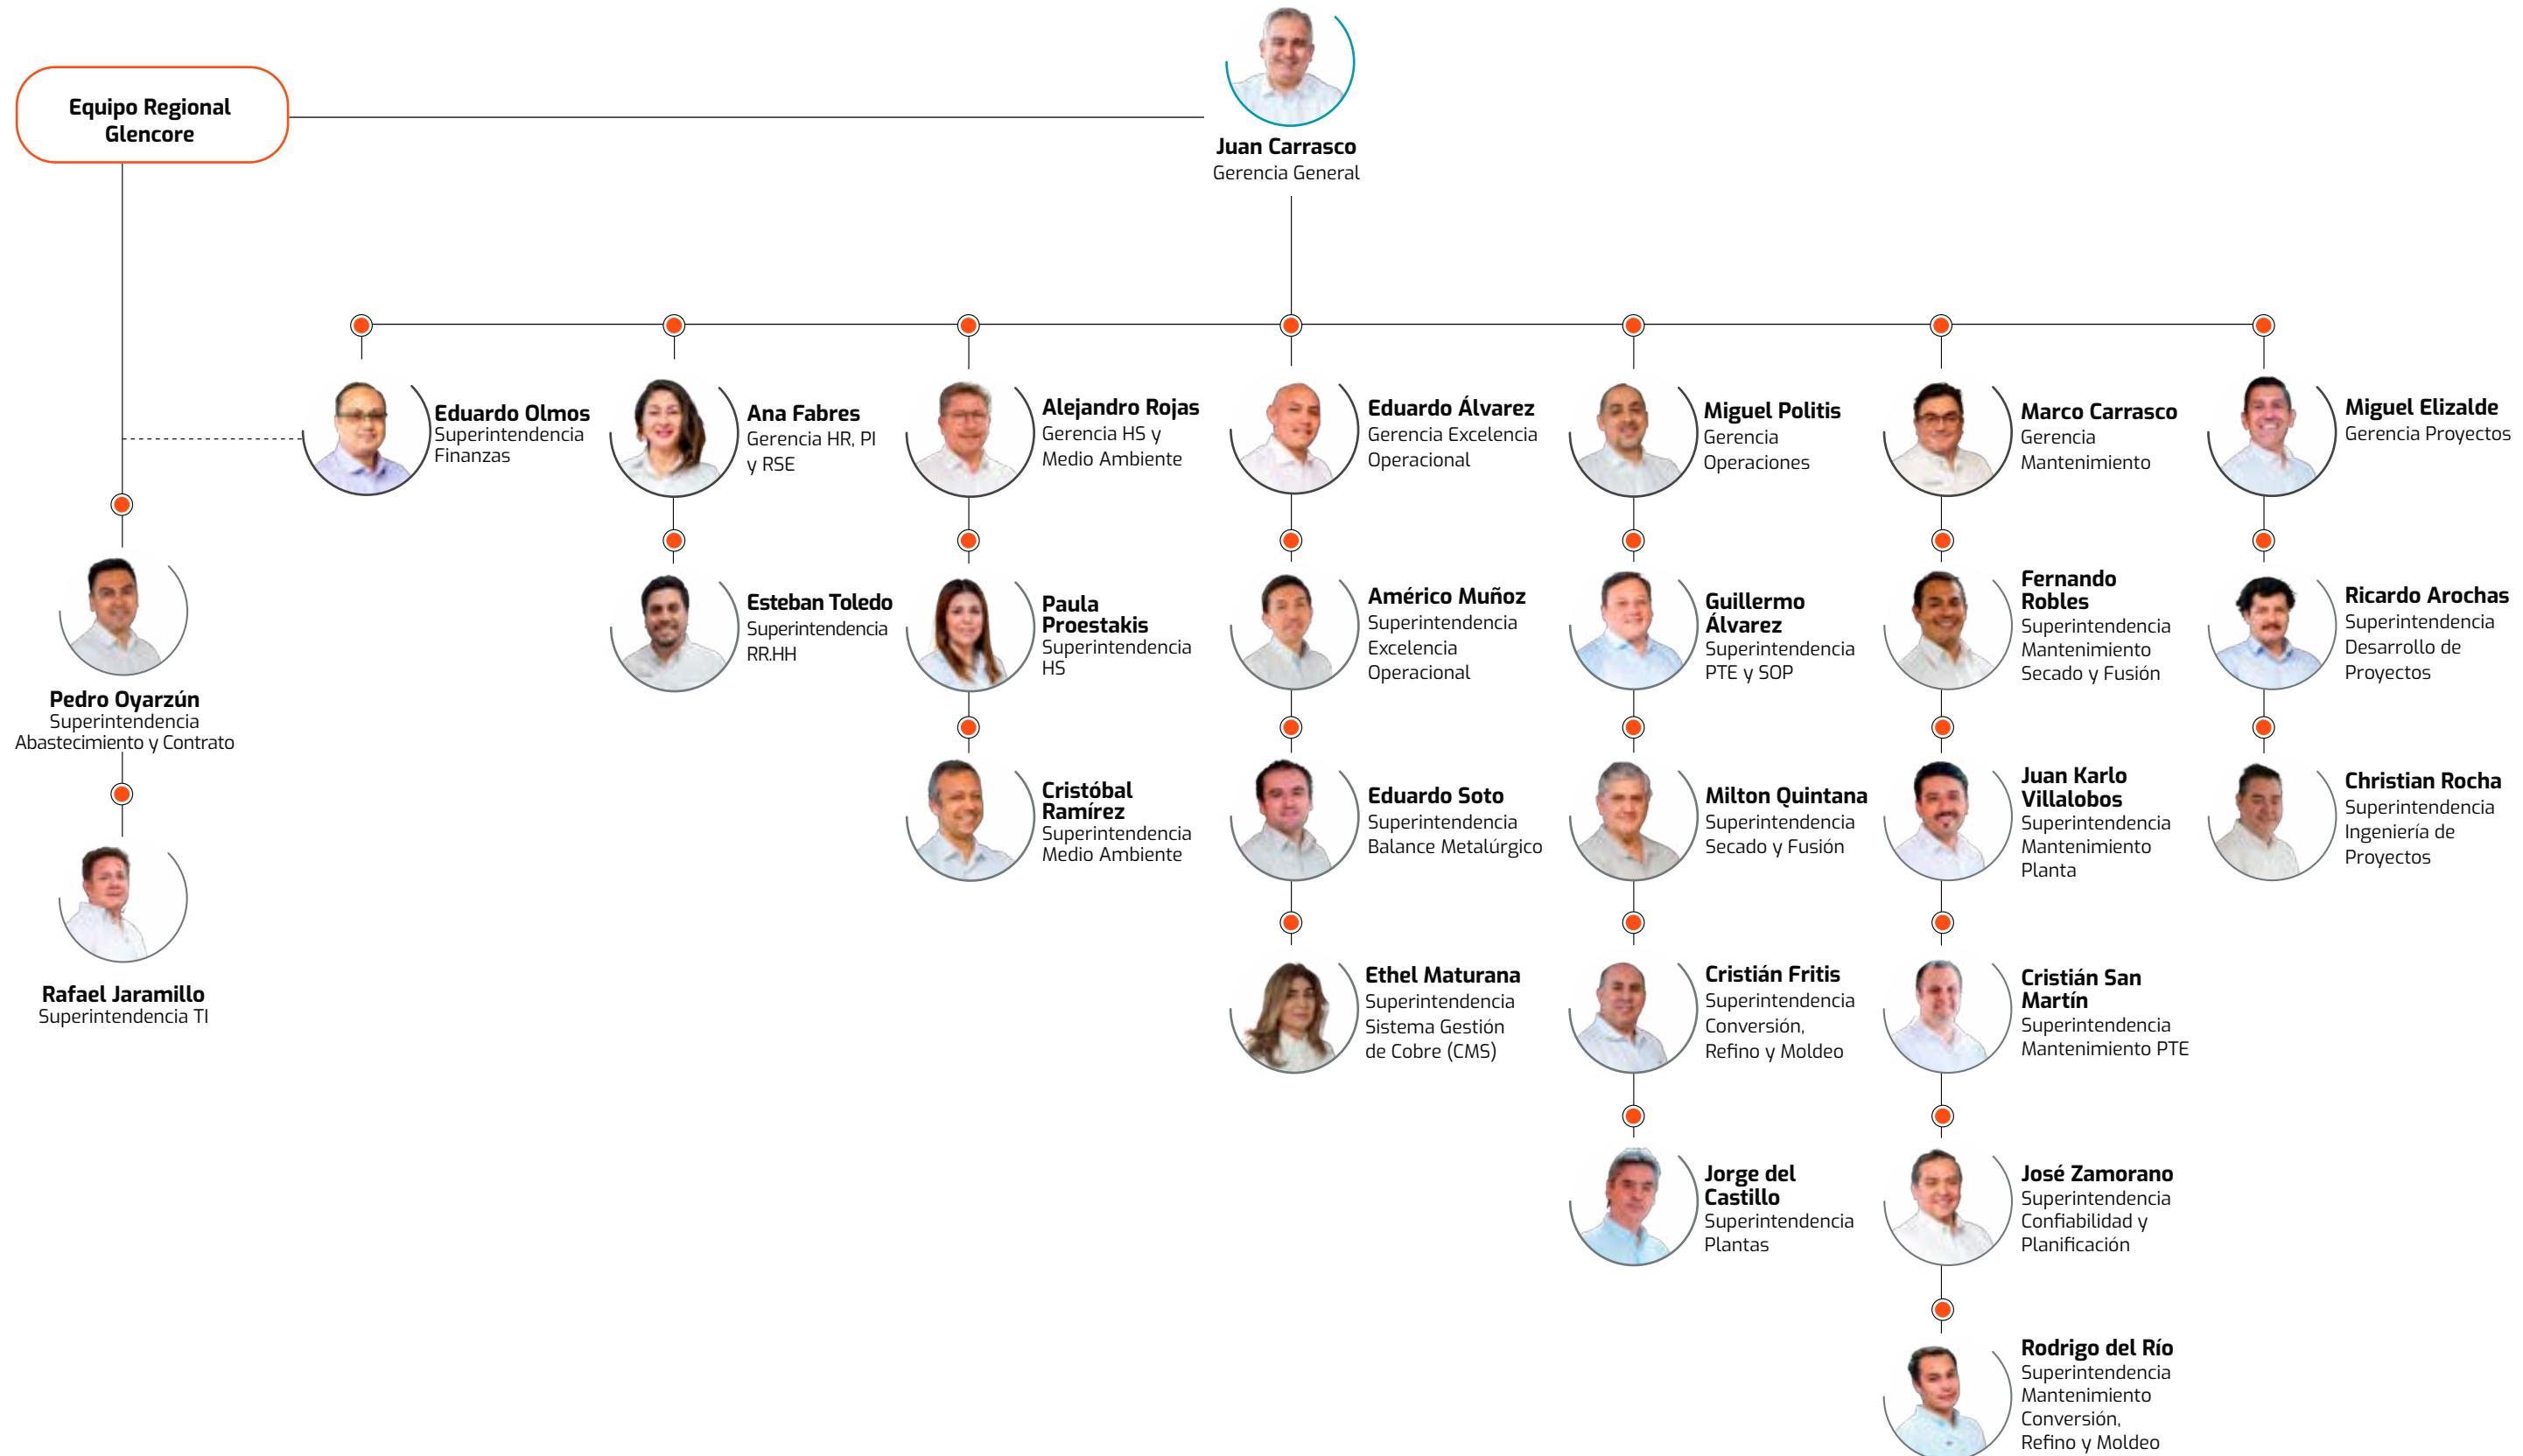 Equipo Regional
Glencore
Juan Carrasco
Gerencia General
Eduardo Olmos
Superintendencia
Finanzas
Ana Fabres
Gerencia HR, PI
y RSE
Alejandro Rojas
Gerencia HS y
Medio Ambiente
Eduardo Álvarez
Gerencia Excelencia
Operacional
Miguel Politis
Gerencia
Operaciones
Marco Carrasco
Gerencia
Mantenimiento
Miguel Elizalde
Gerencia Proyectos
Pedro Oyarzún
Superintendencia
Abastecimiento y Contrato
Rafael Jaramillo
Superintendencia TI
Esteban Toledo
Superintendencia
RR.HH
Paula
Proestakis
Superintendencia
HS
Cristóbal
Ramírez
Superintendencia
Medio Ambiente
Américo Muñoz
Superintendencia
Excelencia
Operacional
Eduardo Soto
Superintendencia
Balance Metalúrgico
Ethel Maturana
Superintendencia
Sistema Gestión
de Cobre (CMS)
Guillermo
Álvarez
Superintendencia
PTE y SOP
Milton Quintana
Superintendencia
Secado y Fusión
Cristián Fritis
Superintendencia
Conversión,
Refino y Moldeo
Jorge del
Castillo
Superintendencia
Plantas
Fernando
Robles
Superintendencia
Mantenimiento
Secado y Fusión
Juan Karlo
Villalobos
Superintendencia
Mantenimiento
Planta
Cristián San
Martín
Superintendencia
Mantenimiento PTE
José Zamorano
Superintendencia
Confiabilidad y
Planificación
Rodrigo del Río
Superintendencia
Mantenimiento
Conversión,
Refino y Moldeo
Ricardo Arochas
Superintendencia
Desarrollo de
Proyectos
Christian Rocha
Superintendencia
Ingeniería de
Proyectos